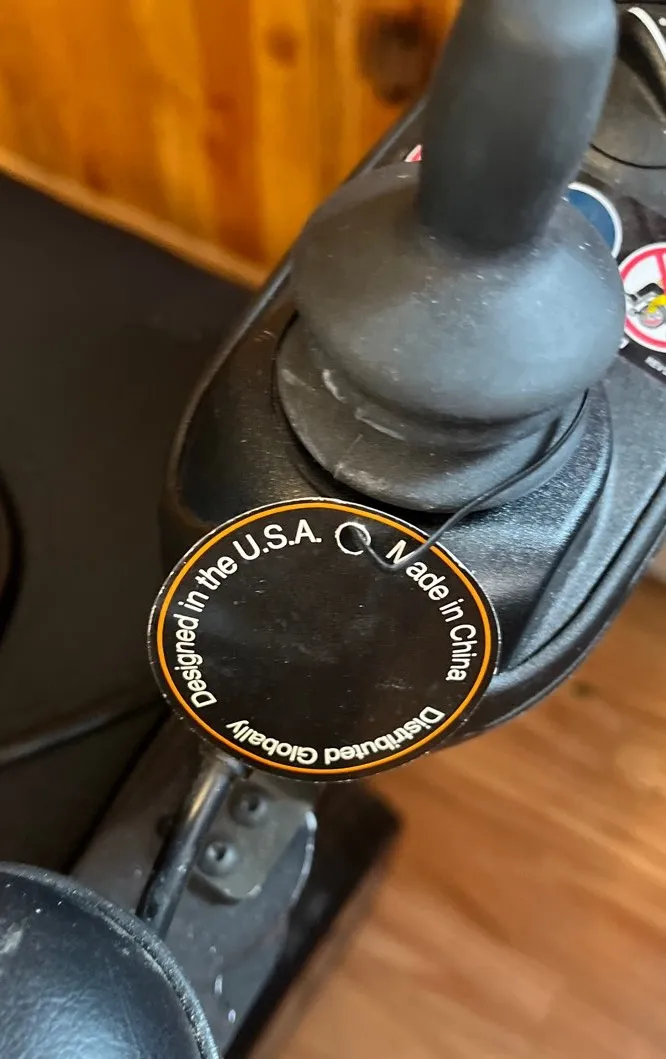 Designed in the U.S.A.
Made in China
Distributed Globally